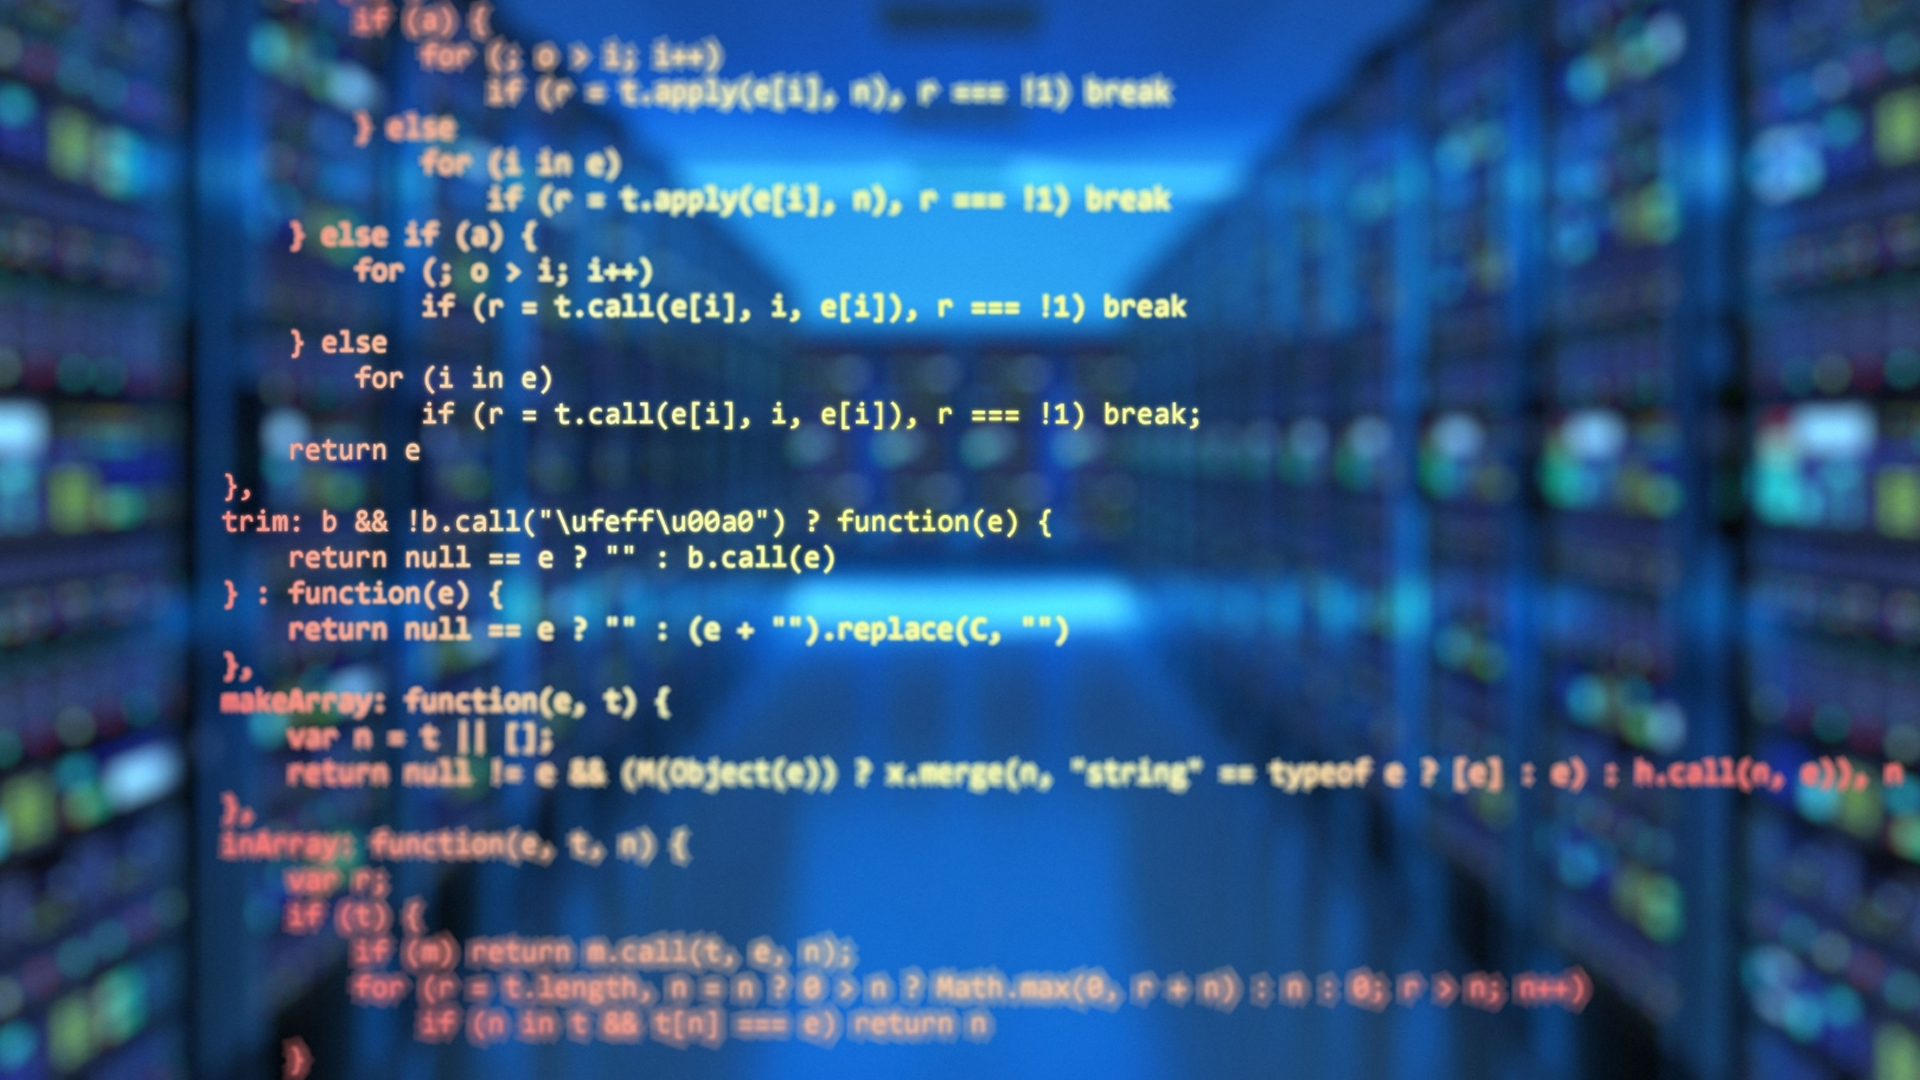 if (a) {
for (; o > i; i++)
if (r = t.apply(e[i], n), r === !1) break
} else
for (i in e)
if (r = t.apply(e[i], n), r === !1) break
} else if (a) {
for (; o > i; i++)
if (r = t.call(e[i], i, e[i]), r === !1) break
} else
for (i in e)
if (r = t.call(e[i], i, e[i]), r === !1) break;
return e
},
trim: b && !b.call("\ufeff\u00a0") ? function(e) {
return null == e ? "" : b.call(e)
} : function(e) {
return null == e ? "" : (e + "").replace(C, "")
},
makeArray: function(e, t) {
var n = t || [];
return null != e && (M(Object(e)) ? x.merge(n, "string" == typeof e ? [e] : e) : h.call(n, e)), n
},
inArray: function(e, t, n) {
var r;
if (t) {
if (m) return m.call(t, e, n);
for (r = t.length, n = n ? 0 > n ? Math.max(0, r + n) : n : 0; r > n; n++)
if (n in t && t[n] === e) return n
}